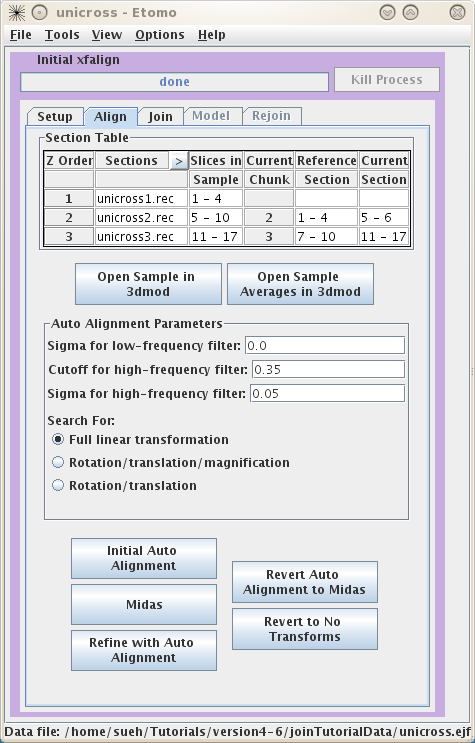 unicross - Etomo
File Tools View Options Help
Initial xfalign
done
Kill Process
Setup Align Join Model Rejoin
Section Table
Z Order Sections > Slices in Current Reference Current
Sample Chunk Section Section
1 unicross1.rec 1 - 4
2 unicross2.rec 5 - 10 2 1 - 4 5 - 6
3 unicross3.rec 11 - 17 3 7 - 10 11 - 17
Open Sample in
3dmod
Open Sample
Averages in 3dmod
Auto Alignment Parameters
Sigma for low-frequency filter: 0.0
Cutoff for high-frequency filter: 0.35
Sigma for high-frequency filter: 0.05
Search For:
Full linear transformation
Rotation/translation/magnification
Rotation/translation
Initial Auto
Alignment
Midas
Refine with Auto
Alignment
Revert Auto
Alignment to Midas
Revert to No
Transforms
Data file: /home/sueh/Tutorials/version4-6/joinTutorialData/unicross.ejf